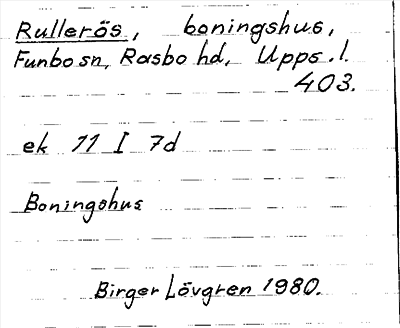 Rullerös, boningshus,
Funbo sn, Rasbo hd, Upps. l.
403.
ek 11 I 7d
Boningshus
Birger Lövgren 1980.